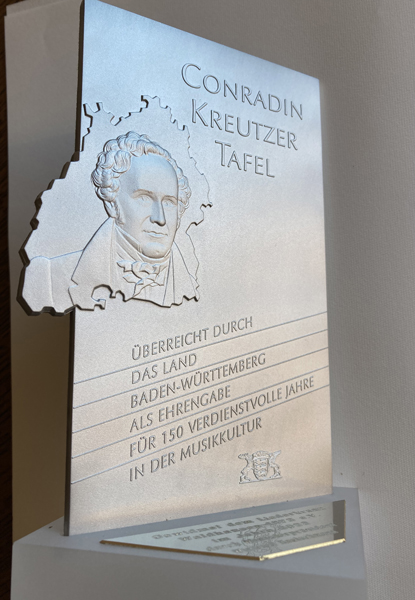 CONRADIN
KREUTZER
TAFEL
ÜBERREICHT DURCH
DAS LAND
BADEN-WÜRTTEMBERG
ALS EHRENGABE
FÜR 150 VERDIENSTVOLLE JAHRE
IN DER MUSIKKULTUR